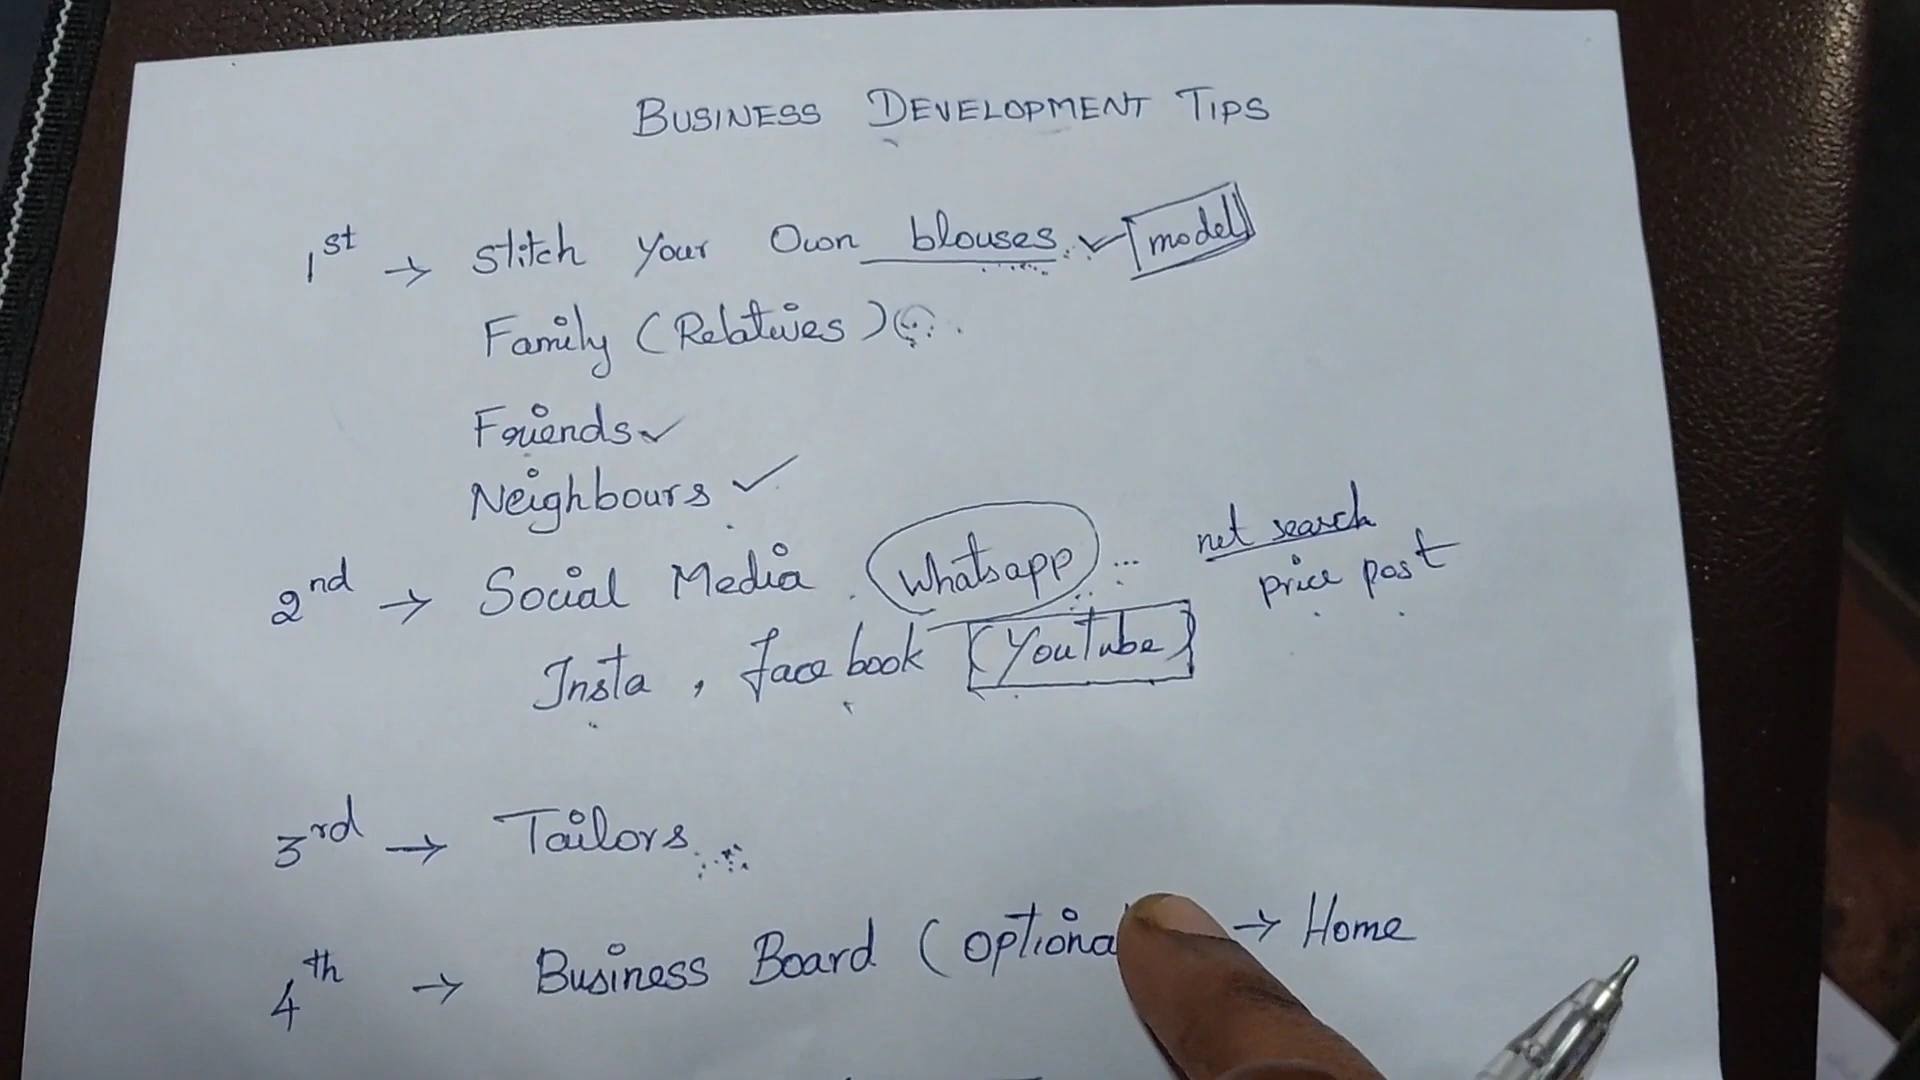 BUSINESS DEVELOPMENT TIPS
1st → stitch your Own blouses. model
Family (Relatives)
Friends ✓
Neighbours ✓
2nd → Social Media. Whatsapp ... net search
price post
Insta, facebook (YouTube)
3rd → Tailors
4th → Business Board (optiona → Home